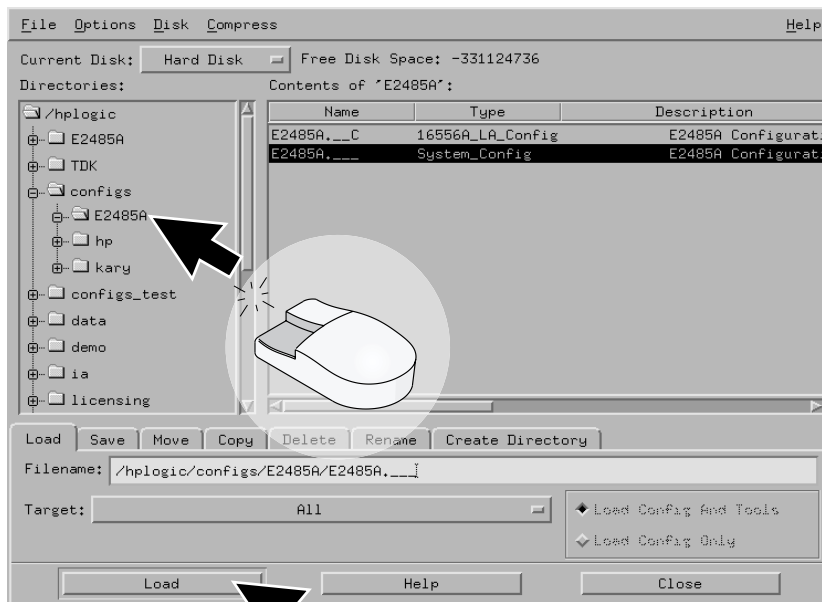 File Options Disk Compress Help
Current Disk: Hard Disk Free Disk Space: -331124736
Directories: Contents of 'E2485A':
/hplogic
E2485A
TDK
configs
E2485A
hp
kary
configs_test
data
demo
ia
licensing
Name Type Description
E2485A.__C 16556A_LA_Config E2485A Configurati
E2485A.___ System_Config E2485A Configurati
Load Save Move Copy Delete Rename Create Directory
Filename: /hplogic/configs/E2485A/E2485A.___
Target: All
Load Config And Tools
Load Config Only
Load Help Close